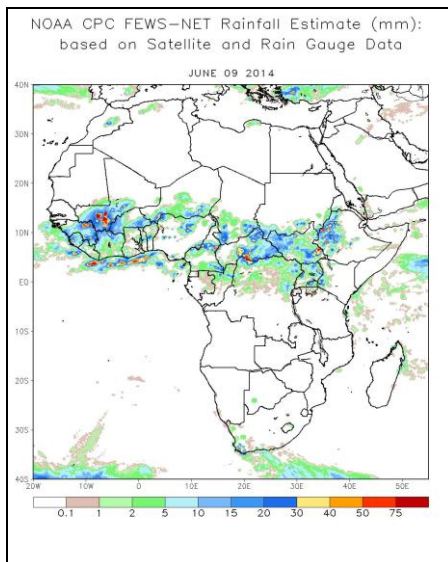 NOAA CPC FEWS-NET Rainfall Estimate (mm):
based on Satellite and Rain Gauge Data
JUNE 09 2014
40N
30N
20N
10N
EQ
10S
20S
30S
40S
20W 10W 0 10E 20E 30E 40E 50E
0.1 1 2 5 10 15 20 30 40 50 75